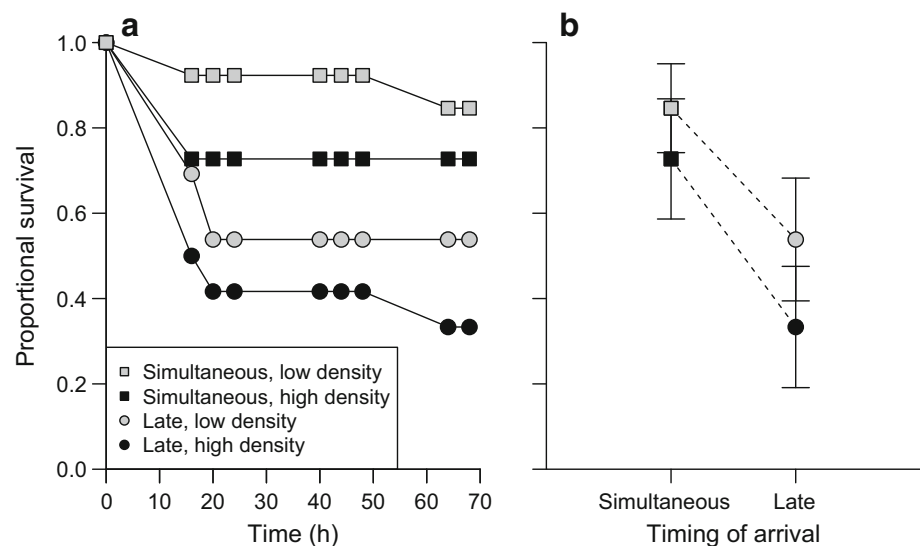 a
b
Proportional survival
1.0
0.8
0.6
0.4
0.2
0.0
Simultaneous, low density
Simultaneous, high density
Late, low density
Late, high density
0 10 20 30 40 50 60 70
Time (h)
Simultaneous Late
Timing of arrival